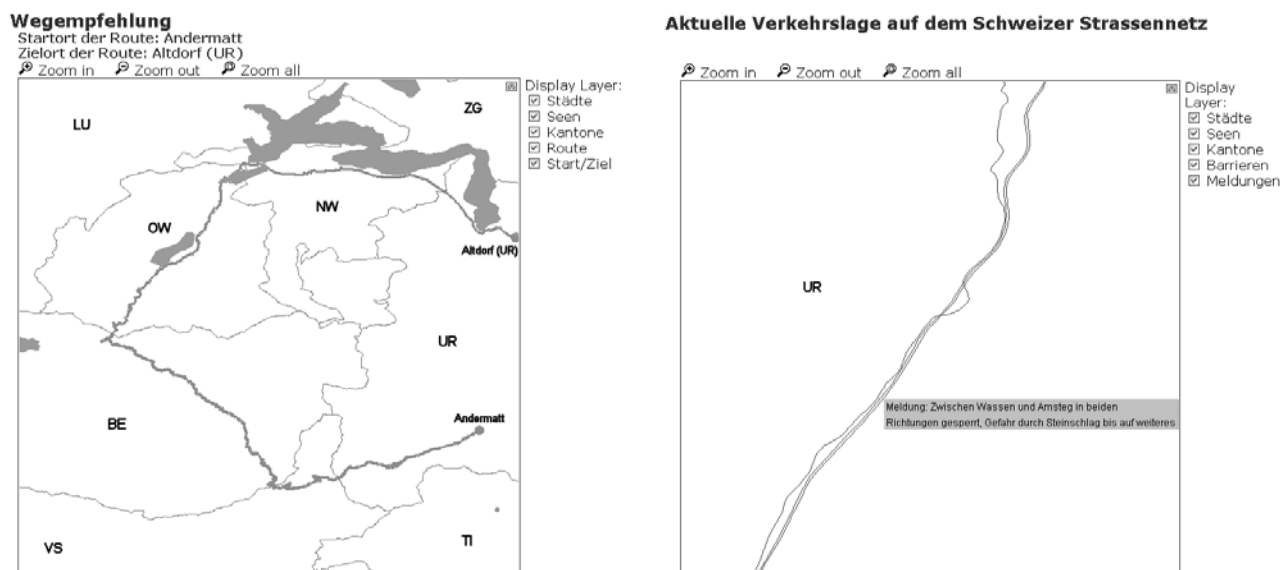 Wegempfehlung
Startort der Route: Andermatt
Zielort der Route: Altdorf (UR)
Zoom in Zoom out Zoom all
Display Layer:
Städte
Seen
Kantone
Route
Start/Ziel
LU
ZG
OW
NW
Altdorf (UR)
UR
Andermatt
BE
VS
TI
Aktuelle Verkehrslage auf dem Schweizer Strassennetz
Zoom in Zoom out Zoom all
Display
Layer:
Städte
Seen
Kantone
Barrieren
Meldungen
UR
Meldung: Zwischen Wassen und Amsteg in beiden
Richtungen gesperrt, Gefahr durch Steinschlag bis auf weiteres